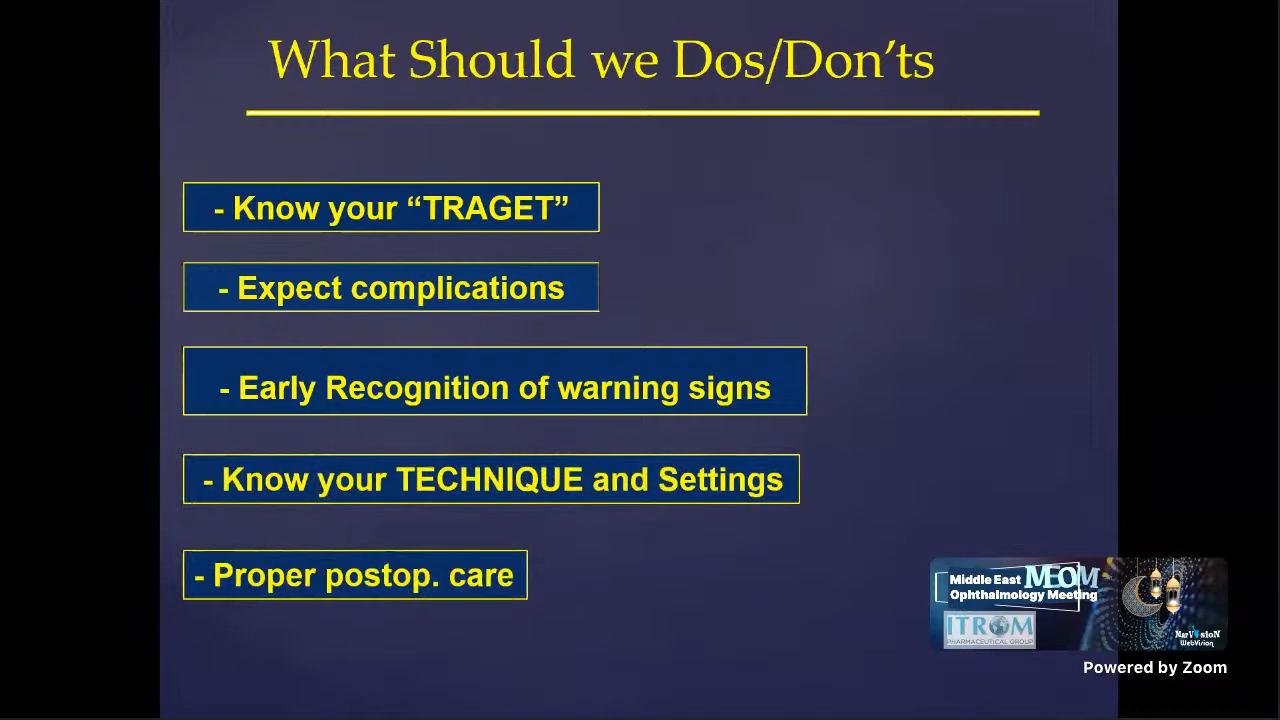 What Should we Dos/Don'ts
- Know your “TRAGET”
- Expect complications
- Early Recognition of warning signs
- Know your TECHNIQUE and Settings
- Proper postop. care
Middle East MEOM
Ophthalmology Meeting
ITROM
PHARMACEUTICAL GROUP
NarVisioN
WebVision
Powered by Zoom